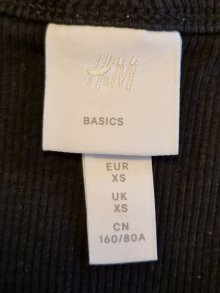 H&M
BASICS
EUR
XS
UK
XS
CN
160/80A